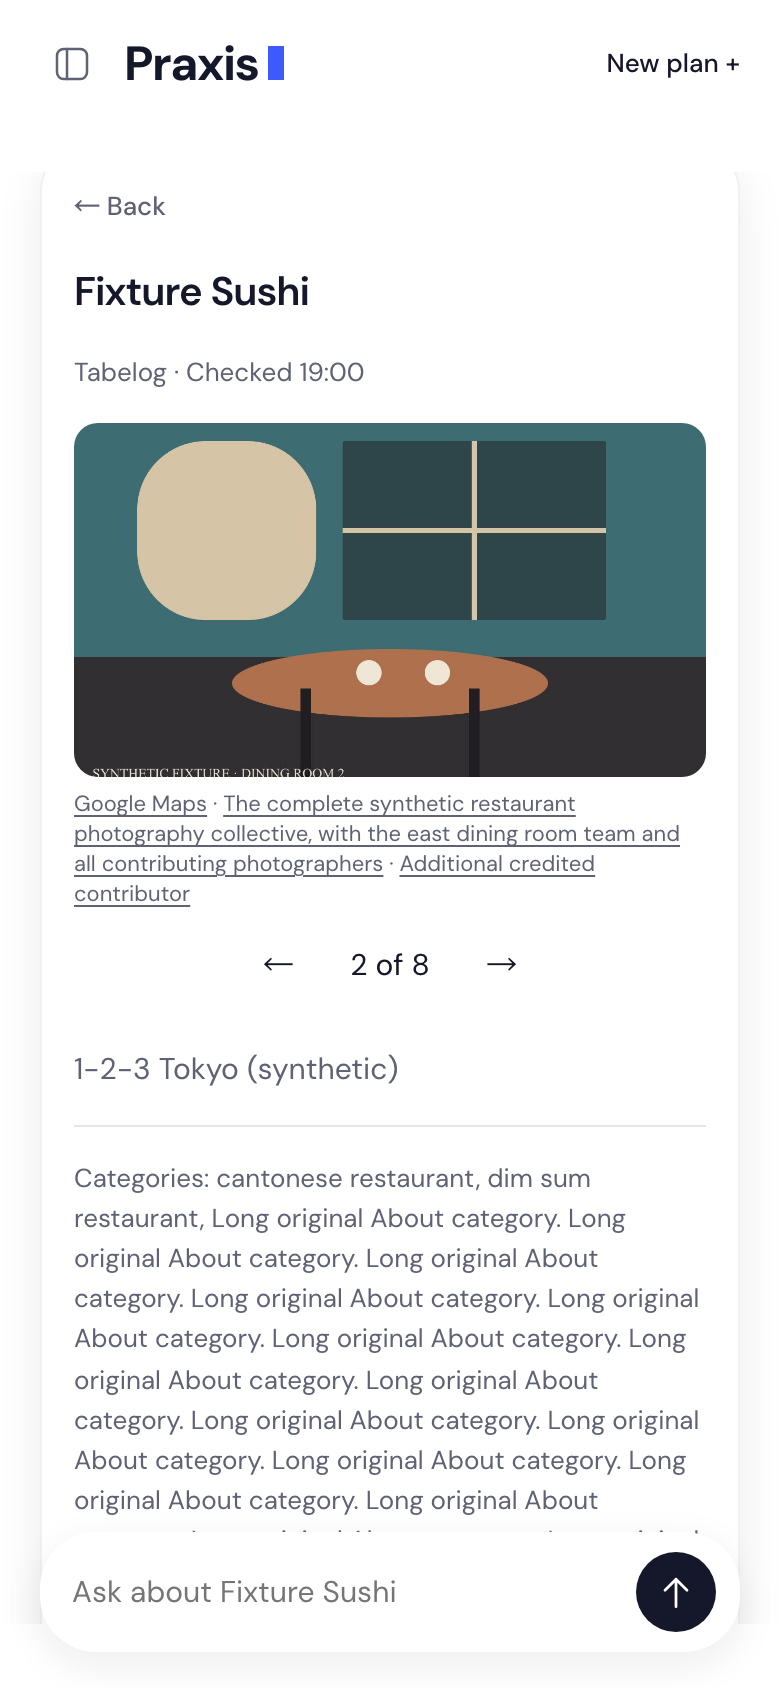 Praxis
New plan +
← Back
Fixture Sushi
Tabelog · Checked 19:00
SYNTHETIC FIXTURE · DINING ROOM 2
Google Maps · The complete synthetic restaurant
photography collective, with the east dining room team and
all contributing photographers · Additional credited
contributor
← 2 of 8 →
1-2-3 Tokyo (synthetic)
Categories: cantonese restaurant, dim sum
restaurant, Long original About category. Long
original About category. Long original About
category. Long original About category. Long original
About category. Long original About category. Long
original About category. Long original About
category. Long original About category. Long original
About category. Long original About category. Long
original About category. Long original About
Ask about Fixture Sushi